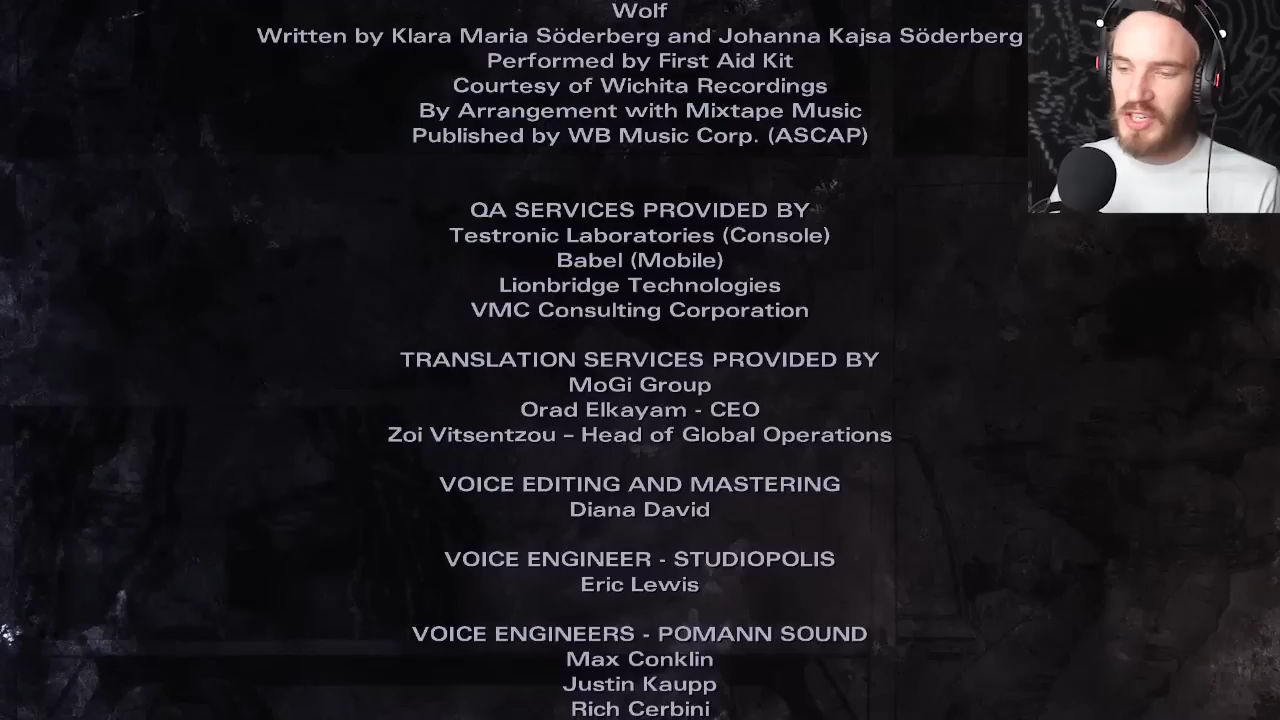 Wolf
Written by Klara Maria Söderberg and Johanna Kajsa Söderberg
Performed by First Aid Kit
Courtesy of Wichita Recordings
By Arrangement with Mixtape Music
Published by WB Music Corp. (ASCAP)
QA SERVICES PROVIDED BY
Testronic Laboratories (Console)
Babel (Mobile)
Lionbridge Technologies
VMC Consulting Corporation
TRANSLATION SERVICES PROVIDED BY
MoGi Group
Orad Elkayam - CEO
Zoi Vitsentzou – Head of Global Operations
VOICE EDITING AND MASTERING
Diana David
VOICE ENGINEER - STUDIOPOLIS
Eric Lewis
VOICE ENGINEERS - POMANN SOUND
Max Conklin
Justin Kaupp
Rich Cerbini